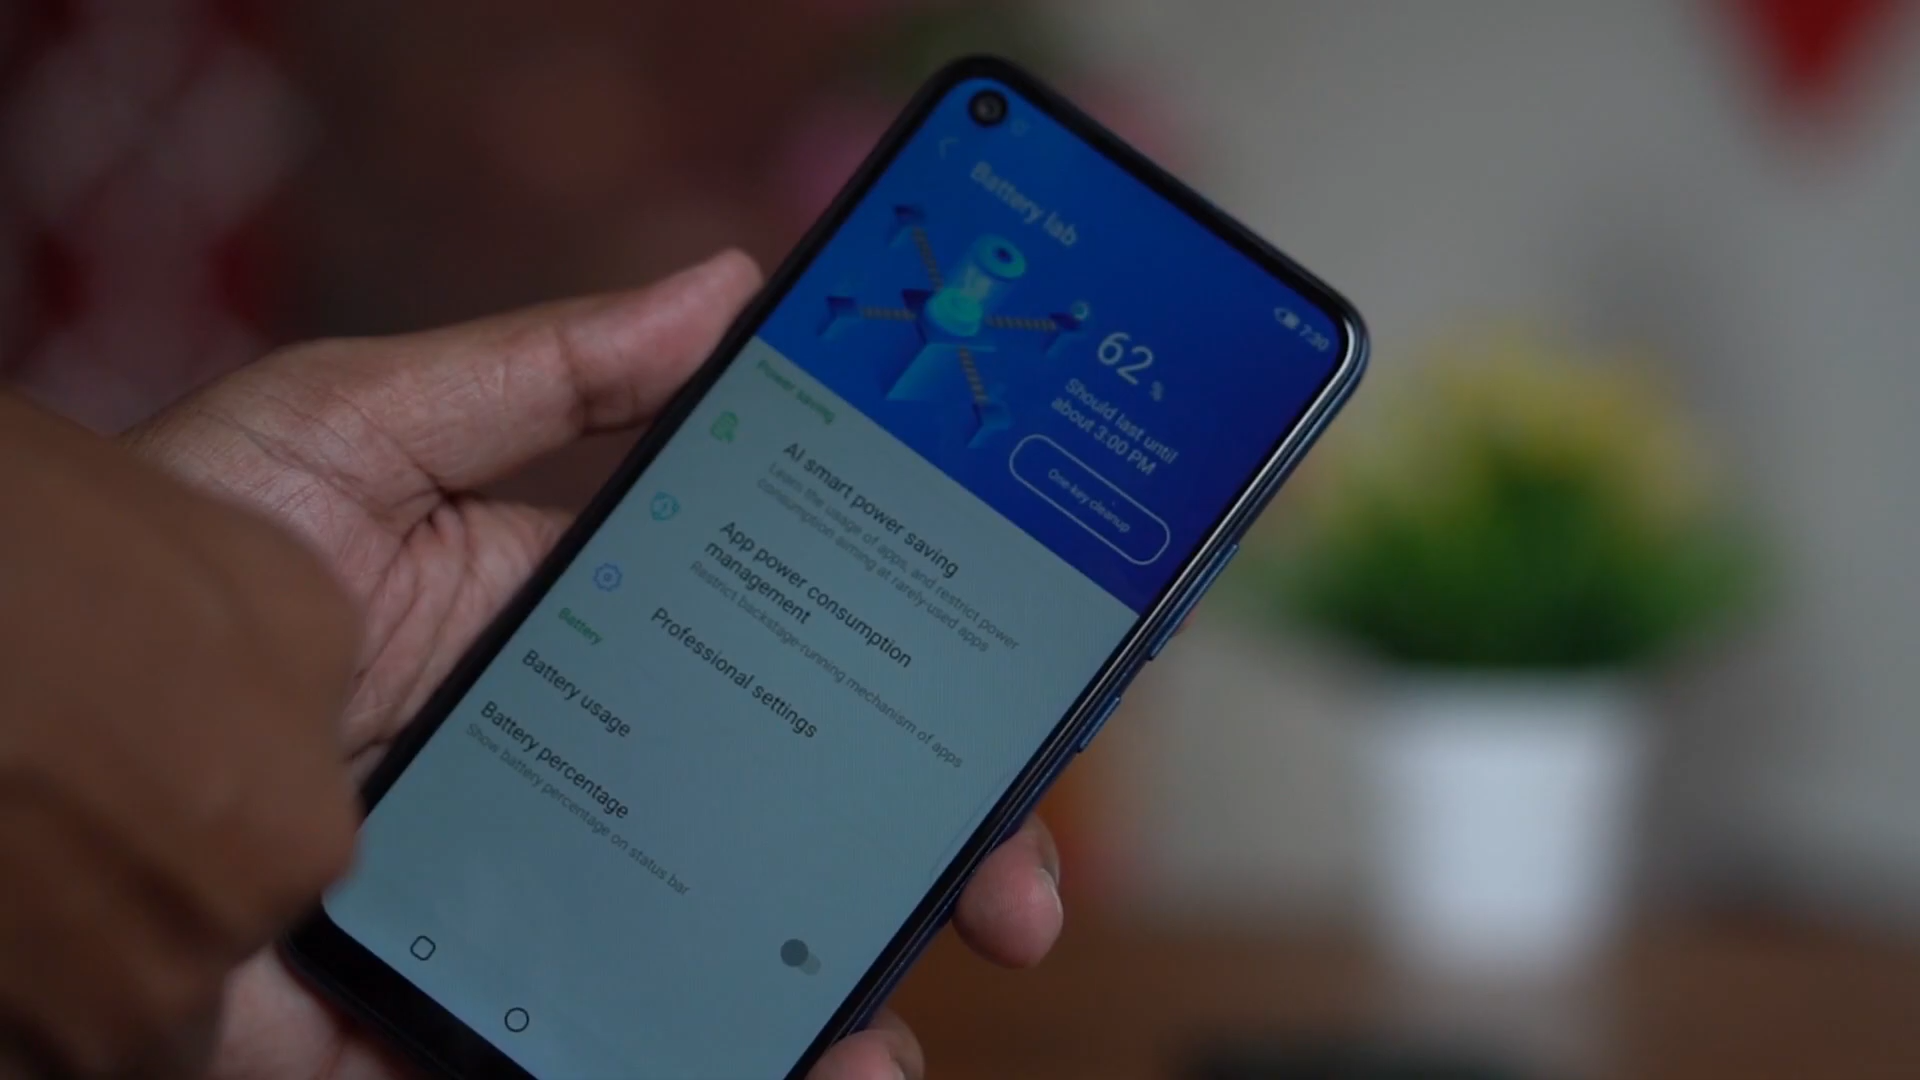 7:30
Battery lab
62 %
Should last until
about 3:00 PM
One-key cleanup
Power saving
AI smart power saving
Learn the usage of apps, and restrict power
consumption aiming at rarely-used apps
App power consumption
management
Restrict backstage-running mechanism of apps
Professional settings
Battery
Battery usage
Battery percentage
Show battery percentage on status bar